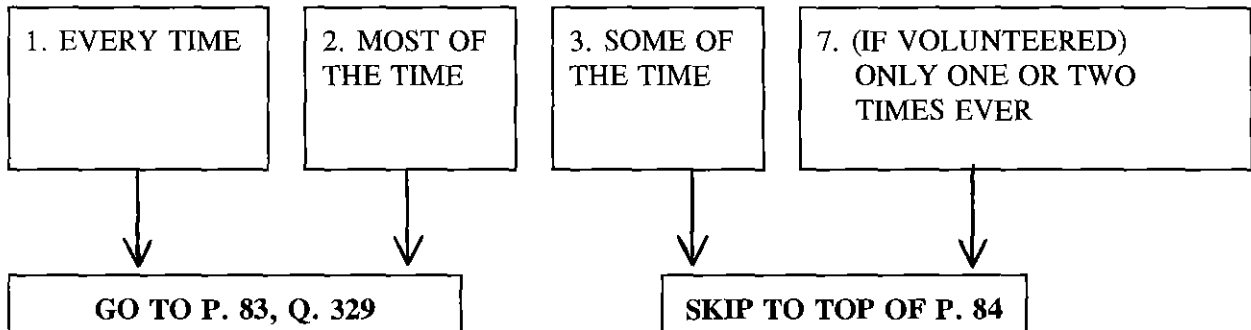 1. EVERY TIME
2. MOST OF
THE TIME
3. SOME OF
THE TIME
7. (IF VOLUNTEERED)
ONLY ONE OR TWO
TIMES EVER
GO TO P. 83, Q. 329
SKIP TO TOP OF P. 84